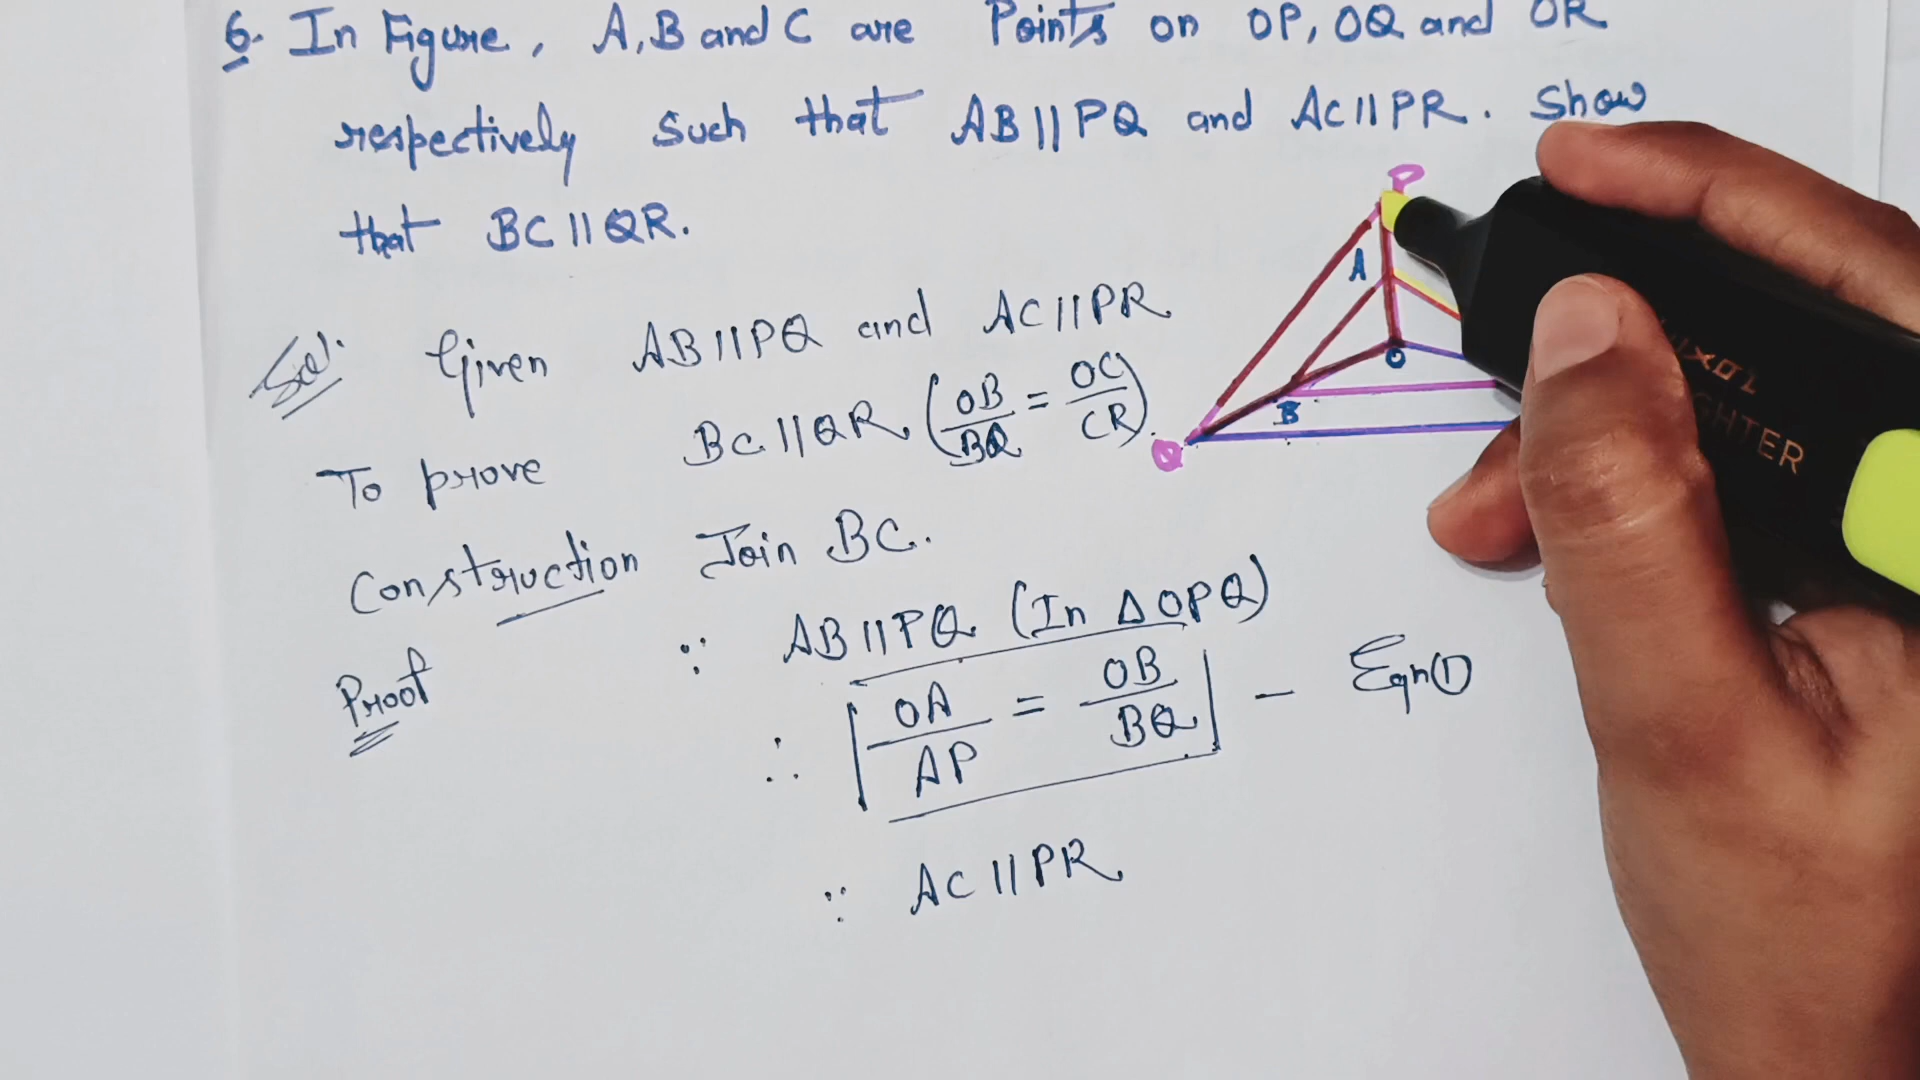 6. In Figure, A, B and C are Points on OP, OQ and OR
respectively such that AB||PQ and AC||PR. Show
that BC||QR.
P
A
O
B
Q
Sol. Given AB||PQ and AC||PR
To prove BC||QR (OB/BQ = OC/CR).
Construction Join BC.
Proof ∵ AB||PQ (In Δ OPQ)
∴ OA/AP = OB/BQ - Eqn(1)
∵ AC||PR